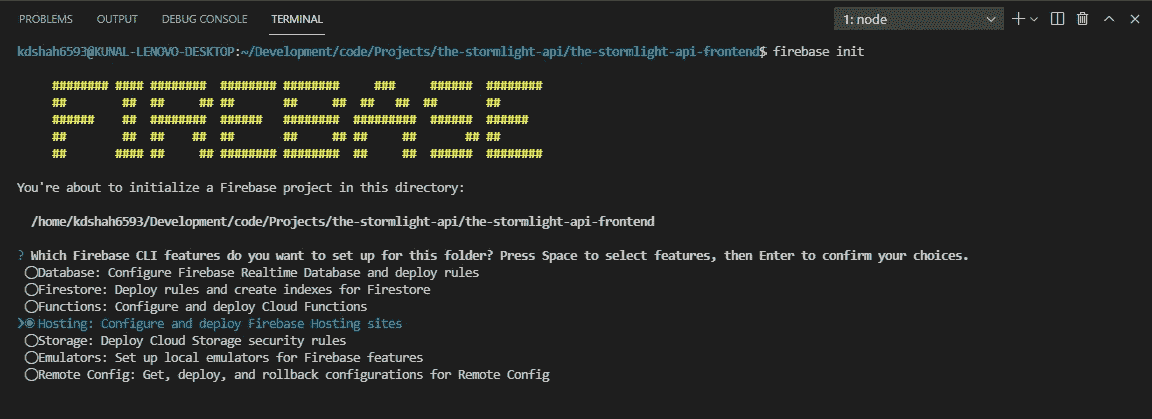 PROBLEMS OUTPUT DEBUG CONSOLE TERMINAL 1: node
kdshah6593@KUNAL-LENOVO-DESKTOP:~/Development/code/Projects/the-stormlight-api/the-stormlight-api-frontend$ firebase init
FIREBASE
You're about to initialize a Firebase project in this directory:
/home/kdshah6593/Development/code/Projects/the-stormlight-api/the-stormlight-api-frontend
? Which Firebase CLI features do you want to set up for this folder? Press Space to select features, then Enter to confirm your choices.
◯Database: Configure Firebase Realtime Database and deploy rules
◯Firestore: Deploy rules and create indexes for Firestore
◯Functions: Configure and deploy Cloud Functions
❯◉Hosting: Configure and deploy Firebase Hosting sites
◯Storage: Deploy Cloud Storage security rules
◯Emulators: Set up local emulators for Firebase features
◯Remote Config: Get, deploy, and rollback configurations for Remote Config